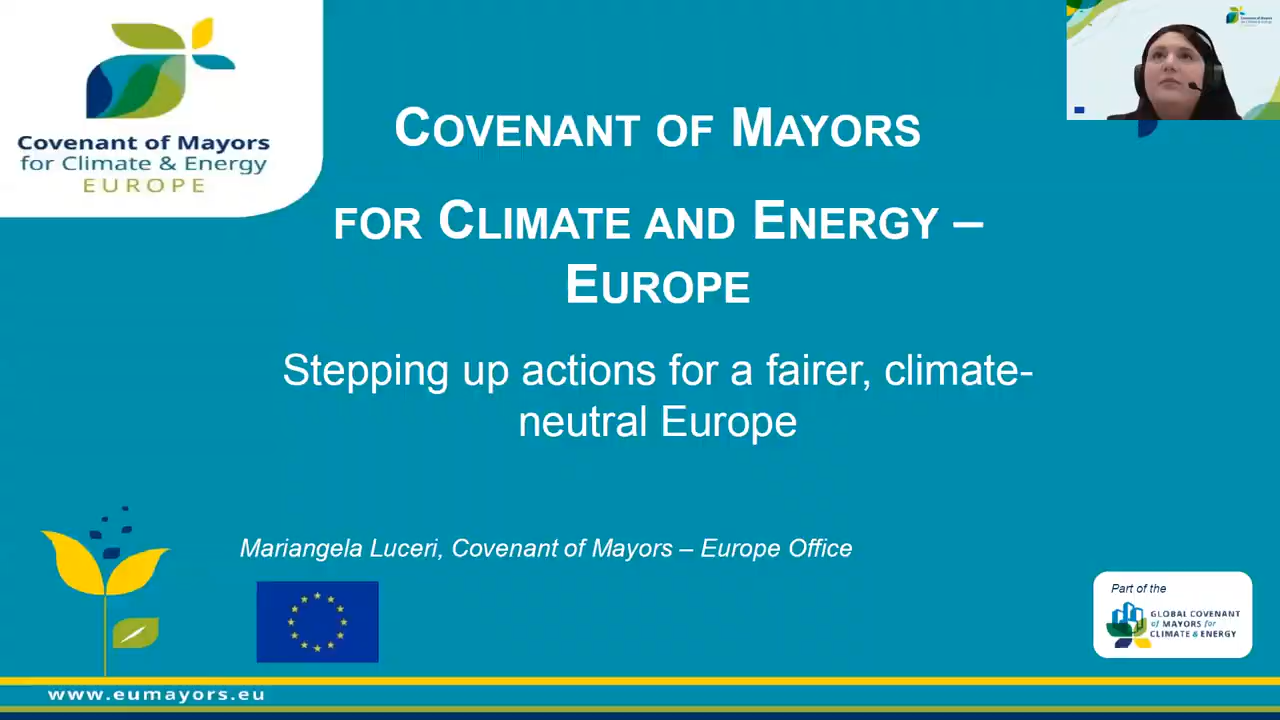 Covenant of Mayors
for Climate & Energy
EUROPE
COVENANT OF MAYORS
FOR CLIMATE AND ENERGY –
EUROPE
Stepping up actions for a fairer, climate-
neutral Europe
Mariangela Luceri, Covenant of Mayors – Europe Office
Part of the
GLOBAL COVENANT
of MAYORS for
CLIMATE & ENERGY
www.eumayors.eu